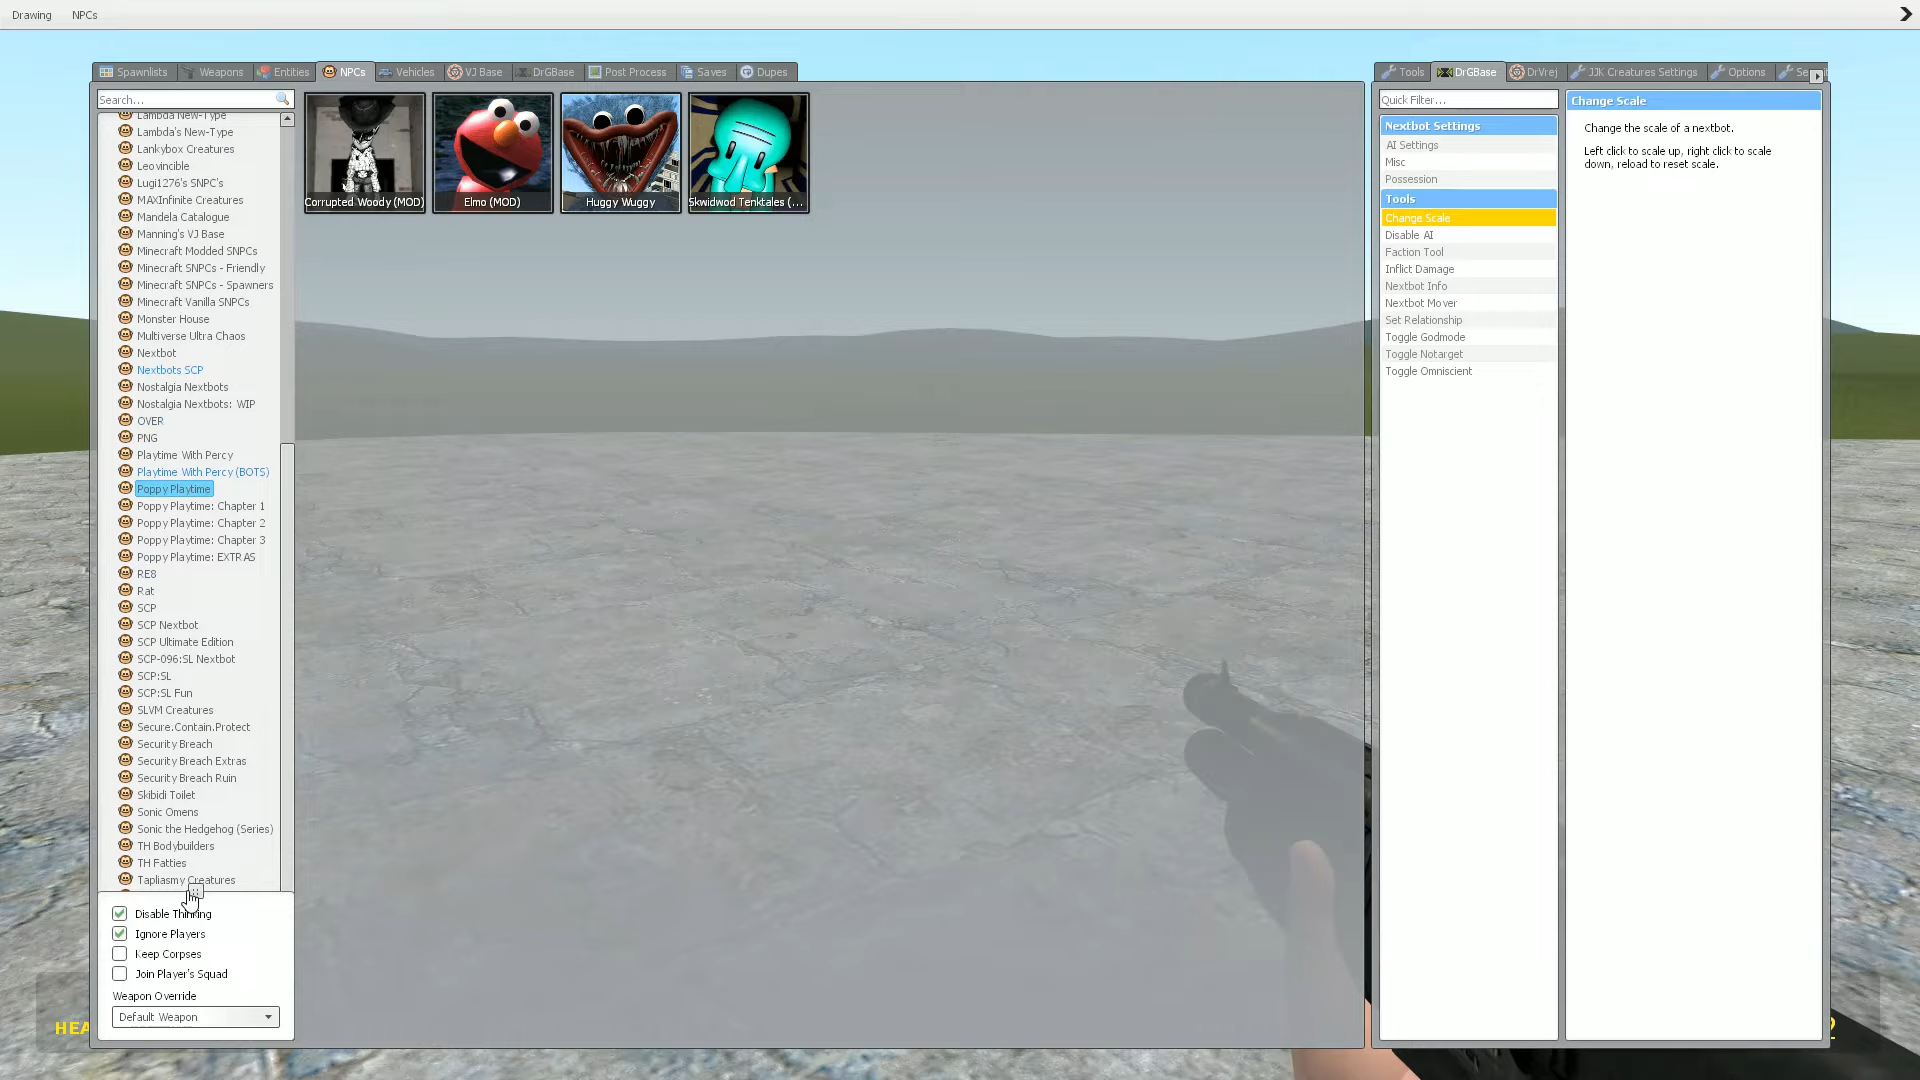 Drawing NPCs
Spawnlists Weapons Entities NPCs Vehicles VJ Base DrGBase Post Process Saves Dupes
Search...
Lambda New-Type
Lambda's New-Type
Lankybox Creatures
Leovincible
Lugi1276's SNPC's
MAXInfinite Creatures
Mandela Catalogue
Manning's VJ Base
Minecraft Modded SNPCs
Minecraft SNPCs - Friendly
Minecraft SNPCs - Spawners
Minecraft Vanilla SNPCs
Monster House
Multiverse Ultra Chaos
Nextbot
Nextbots SCP
Nostalgia Nextbots
Nostalgia Nextbots: WIP
OVER
PNG
Playtime With Percy
Playtime With Percy (BOTS)
Poppy Playtime
Poppy Playtime: Chapter 1
Poppy Playtime: Chapter 2
Poppy Playtime: Chapter 3
Poppy Playtime: EXTRAS
RE8
Rat
SCP
SCP Nextbot
SCP Ultimate Edition
SCP-096:SL Nextbot
SCP:SL
SCP:SL Fun
SLVM Creatures
Secure.Contain.Protect
Security Breach
Security Breach Extras
Security Breach Ruin
Skibidi Toilet
Sonic Omens
Sonic the Hedgehog (Series)
TH Bodybuilders
TH Fatties
Tapliasmy Creatures
Disable Thinking
Ignore Players
Keep Corpses
Join Player's Squad
Weapon Override
Default Weapon
HEA
Corrupted Woody (MOD)
Elmo (MOD)
Huggy Wuggy
Skwidwod Tenktales (...
Tools DrGBase DrVrej JJK Creatures Settings Options
Quick Filter...
Nextbot Settings
AI Settings
Misc
Possession
Tools
Change Scale
Disable AI
Faction Tool
Inflict Damage
Nextbot Info
Nextbot Mover
Set Relationship
Toggle Godmode
Toggle Notarget
Toggle Omniscient
Change Scale
Change the scale of a nextbot.
Left click to scale up, right click to scale
down, reload to reset scale.